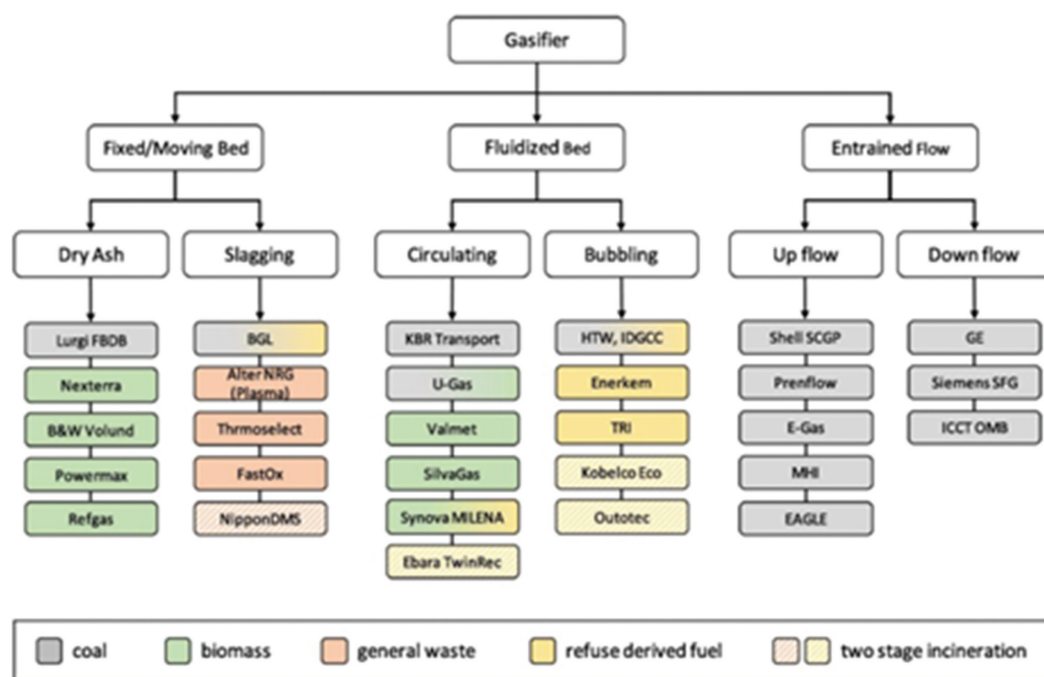 Gasifier
Fixed/Moving Bed
Fluidized Bed
Entrained Flow
Dry Ash
Slagging
Circulating
Bubbling
Up flow
Down flow
Lurgi FBDB
Nexterra
B&W Volund
Powermax
Refgas
BGL
Alter NRG
(Plasma)
Thrmoselect
FastOx
NipponDMS
KBR Transport
U-Gas
Valmet
SilvaGas
Synova MILENA
Ebara TwinRec
HTW, IDGCC
Enerkem
TRI
Kobelco Eco
Outotec
Shell SCGP
Prenflow
E-Gas
MHI
EAGLE
GE
Siemens SFG
ICCT OMB
coal
biomass
general waste
refuse derived fuel
two stage incineration